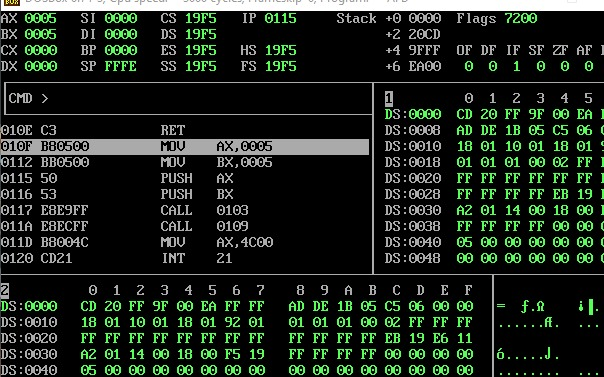 AX 0005 SI 0000 CS 19F5 IP 0115 Stack +0 0000 Flags 7200
BX 0005 DI 0000 DS 19F5 +2 20CD
CX 0000 BP 0000 ES 19F5 HS 19F5 +4 9FFF OF DF IF SF ZF AF
DX 0000 SP FFFE SS 19F5 FS 19F5 +6 EA00 0 0 1 0 0 0
CMD >
1 0 1 2 3 4 5
DS:0000 CD 20 FF 9F 00 EA
DS:0008 AD DE 1B 05 C5 06
DS:0010 18 01 10 01 18 01
DS:0018 01 01 01 00 02 FF
DS:0020 FF FF FF FF FF FF
DS:0028 FF FF FF FF EB 19
DS:0030 A2 01 14 00 18 00
DS:0038 FF FF FF FF 00 00
DS:0040 05 00 00 00 00 00
DS:0048 00 00 00 00 00 00
010E C3 RET
010F B80500 MOV AX,0005
0112 BB0500 MOV BX,0005
0115 50 PUSH AX
0116 53 PUSH BX
0117 E8E9FF CALL 0103
011A E8ECFF CALL 0109
011D B8004C MOV AX,4C00
0120 CD21 INT 21
2 0 1 2 3 4 5 6 7 8 9 A B C D E F
DS:0000 CD 20 FF 9F 00 EA FF FF AD DE 1B 05 C5 06 00 00 = ƒ.Ω ¡▐.
DS:0010 18 01 10 01 18 01 92 01 01 01 01 00 02 FF FF FF
DS:0020 FF FF FF FF FF FF FF FF FF FF FF FF EB 19 E6 11
DS:0030 A2 01 14 00 18 00 F5 19 FF FF FF FF 00 00 00 00
DS:0040 05 00 00 00 00 00 00 00 00 00 00 00 00 00 00 00